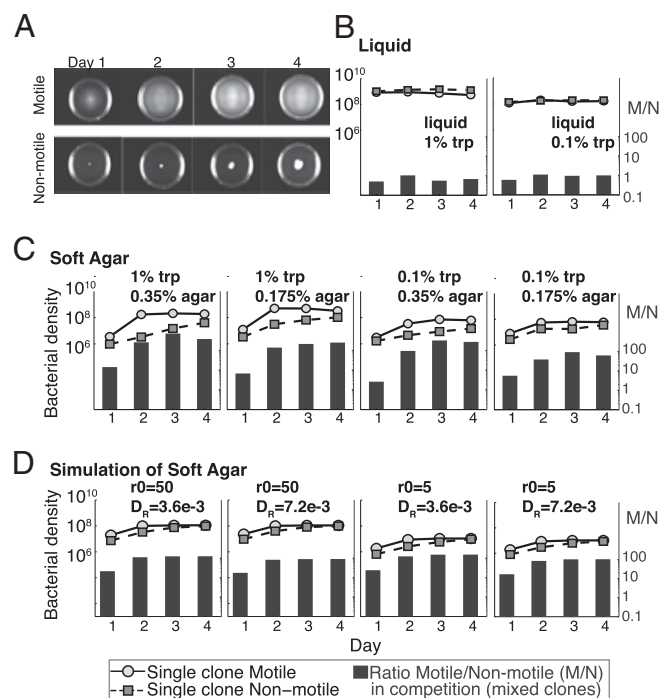 A
Day 1 2 3 4
Motile
Non-motile
B
Liquid
10^10
10^8
10^6
liquid
1% trp
liquid
0.1% trp
M/N
100
10
1
0.1
1 2 3 4
1 2 3 4
C
Soft Agar
Bacterial density
10^10
10^8
10^6
1% trp
0.35% agar
1% trp
0.175% agar
0.1% trp
0.35% agar
0.1% trp
0.175% agar
M/N
100
10
1
0.1
1 2 3 4
1 2 3 4
1 2 3 4
1 2 3 4
D
Simulation of Soft Agar
Bacterial density
10^10
10^8
10^6
r0=50
D_R=3.6e-3
r0=50
D_R=7.2e-3
r0=5
D_R=3.6e-3
r0=5
D_R=7.2e-3
M/N
100
10
1
0.1
1 2 3 4
1 2 3 4
1 2 3 4
1 2 3 4
Day
Single clone Motile
Single clone Non-motile
Ratio Motile/Non-motile (M/N)
in competition (mixed clones)